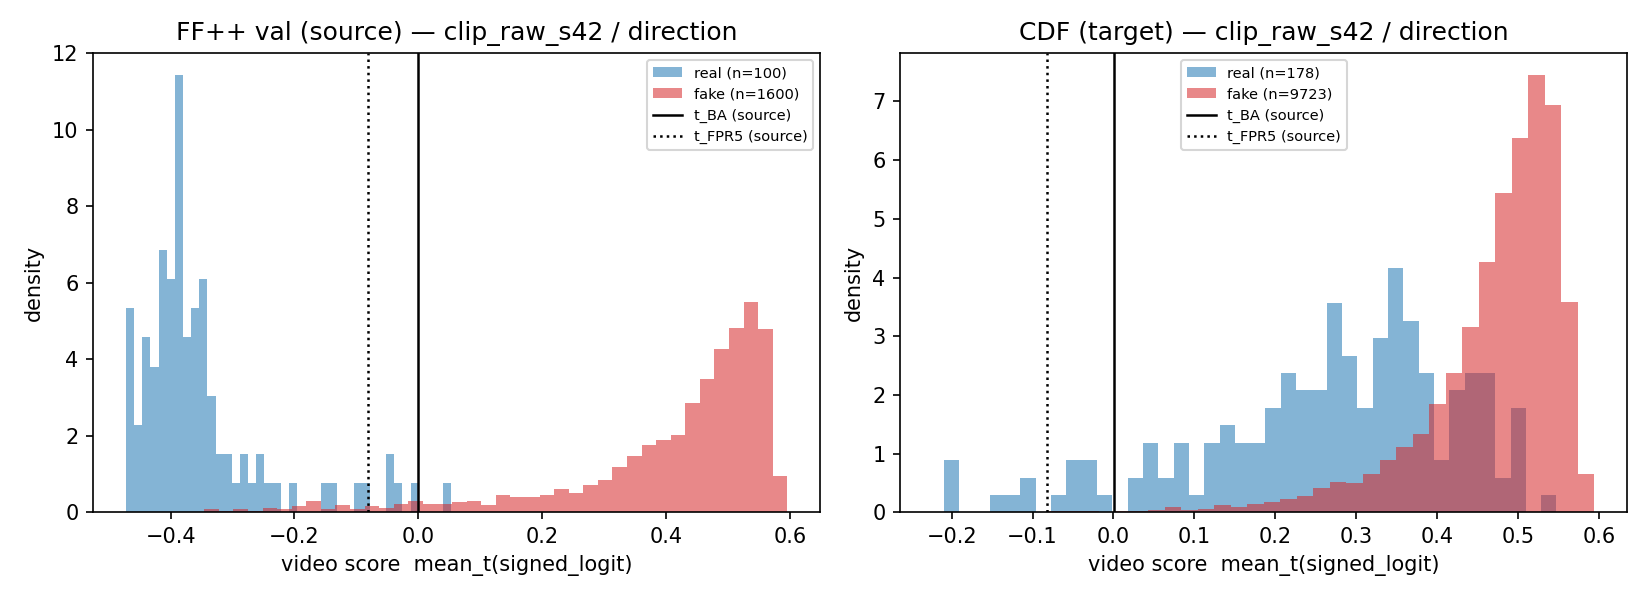 FF++ val (source) — clip_raw_s42 / direction
12
10
8
6
4
2
0
density
−0.4
−0.2
0.0
0.2
0.4
0.6
video score  mean_t(signed_logit)
real (n=100)
fake (n=1600)
t_BA (source)
t_FPR5 (source)
CDF (target) — clip_raw_s42 / direction
7
6
5
4
3
2
1
0
density
−0.2
−0.1
0.0
0.1
0.2
0.3
0.4
0.5
0.6
video score  mean_t(signed_logit)
real (n=178)
fake (n=9723)
t_BA (source)
t_FPR5 (source)